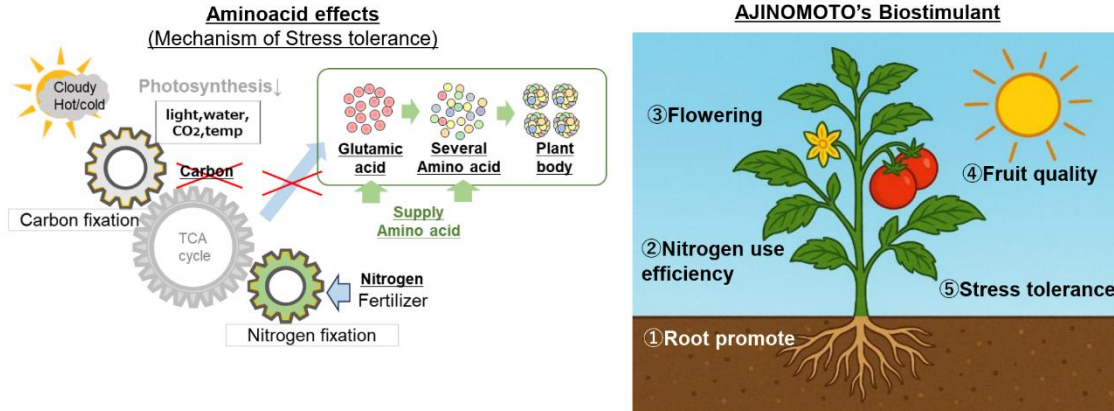 Aminoacid effects
(Mechanism of Stress tolerance)
Cloudy
Hot/cold
Photosynthesis↓
light,water,
CO2,temp
Carbon
Carbon fixation
TCA
cycle
Nitrogen
Fertilizer
Nitrogen fixation
Glutamic
acid
Several
Amino acid
Plant
body
Supply
Amino acid
AJINOMOTO's Biostimulant
③Flowering
④Fruit quality
②Nitrogen use
efficiency
⑤Stress tolerance
①Root promote